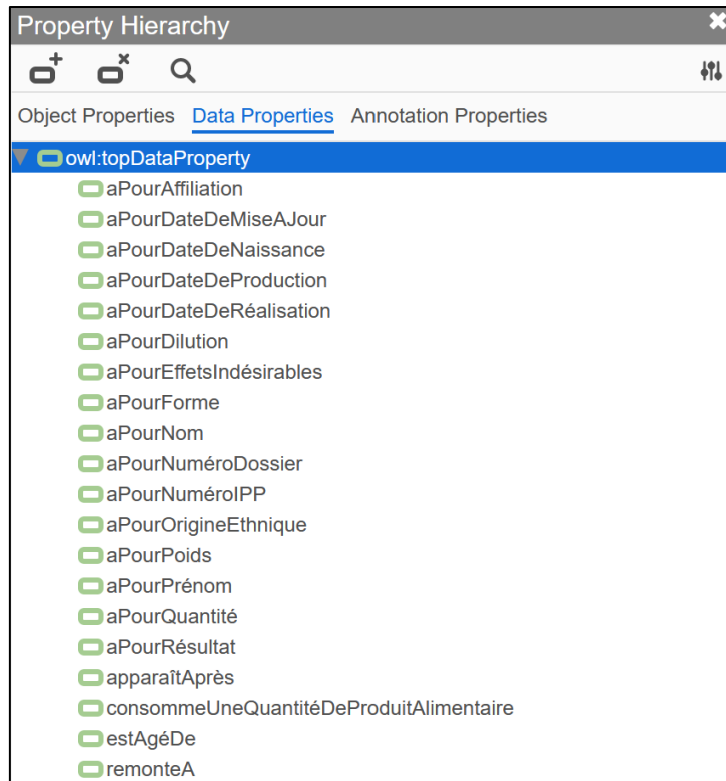 Property Hierarchy
Object Properties Data Properties Annotation Properties
owl:topDataProperty
aPourAffiliation
aPourDateDeMiseAJour
aPourDateDeNaissance
aPourDateDeProduction
aPourDateDeRéalisation
aPourDilution
aPourEffetsIndésirables
aPourForme
aPourNom
aPourNuméroDossier
aPourNuméroIPP
aPourOrigineEthnique
aPourPoids
aPourPrénom
aPourQuantité
aPourRésultat
apparaîtAprès
consommeUneQuantitéDeProduitAlimentaire
estAgéDe
remonteA